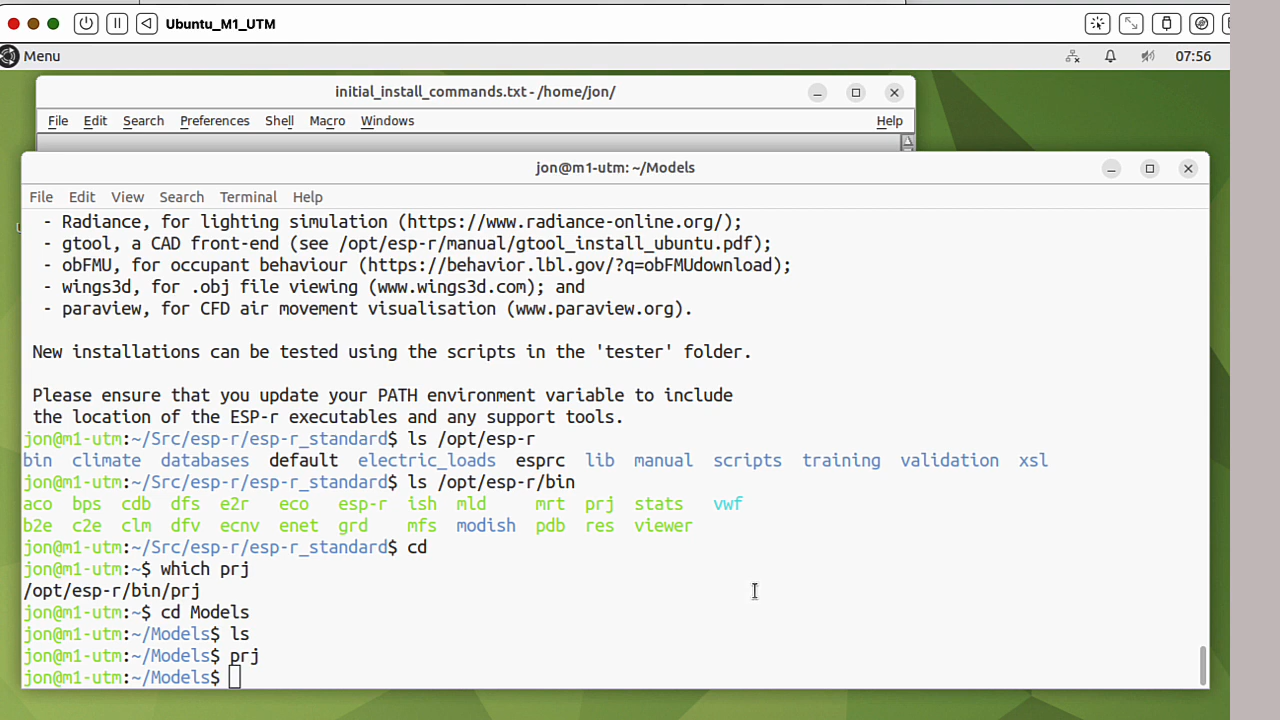 Ubuntu_M1_UTM
Menu 07:56
initial_install_commands.txt - /home/jon/
File Edit Search Preferences Shell Macro Windows Help
jon@m1-utm: ~/Models
File Edit View Search Terminal Help
- Radiance, for lighting simulation (https://www.radiance-online.org/);
- gtool, a CAD front-end (see /opt/esp-r/manual/gtool_install_ubuntu.pdf);
- obFMU, for occupant behaviour (https://behavior.lbl.gov/?q=obFMUdownload);
- wings3d, for .obj file viewing (www.wings3d.com); and
- paraview, for CFD air movement visualisation (www.paraview.org).
New installations can be tested using the scripts in the 'tester' folder.
Please ensure that you update your PATH environment variable to include
the location of the ESP-r executables and any support tools.
jon@m1-utm:~/Src/esp-r/esp-r_standard$ ls /opt/esp-r
bin climate databases default electric_loads esprc lib manual scripts training validation xsl
jon@m1-utm:~/Src/esp-r/esp-r_standard$ ls /opt/esp-r/bin
aco bps cdb dfs e2r eco esp-r ish mld mrt prj stats vwf
b2e c2e clm dfv ecnv enet grd mfs modish pdb res viewer
jon@m1-utm:~/Src/esp-r/esp-r_standard$ cd
jon@m1-utm:~$ which prj
/opt/esp-r/bin/prj
jon@m1-utm:~$ cd Models
jon@m1-utm:~/Models$ ls
jon@m1-utm:~/Models$ prj
jon@m1-utm:~/Models$